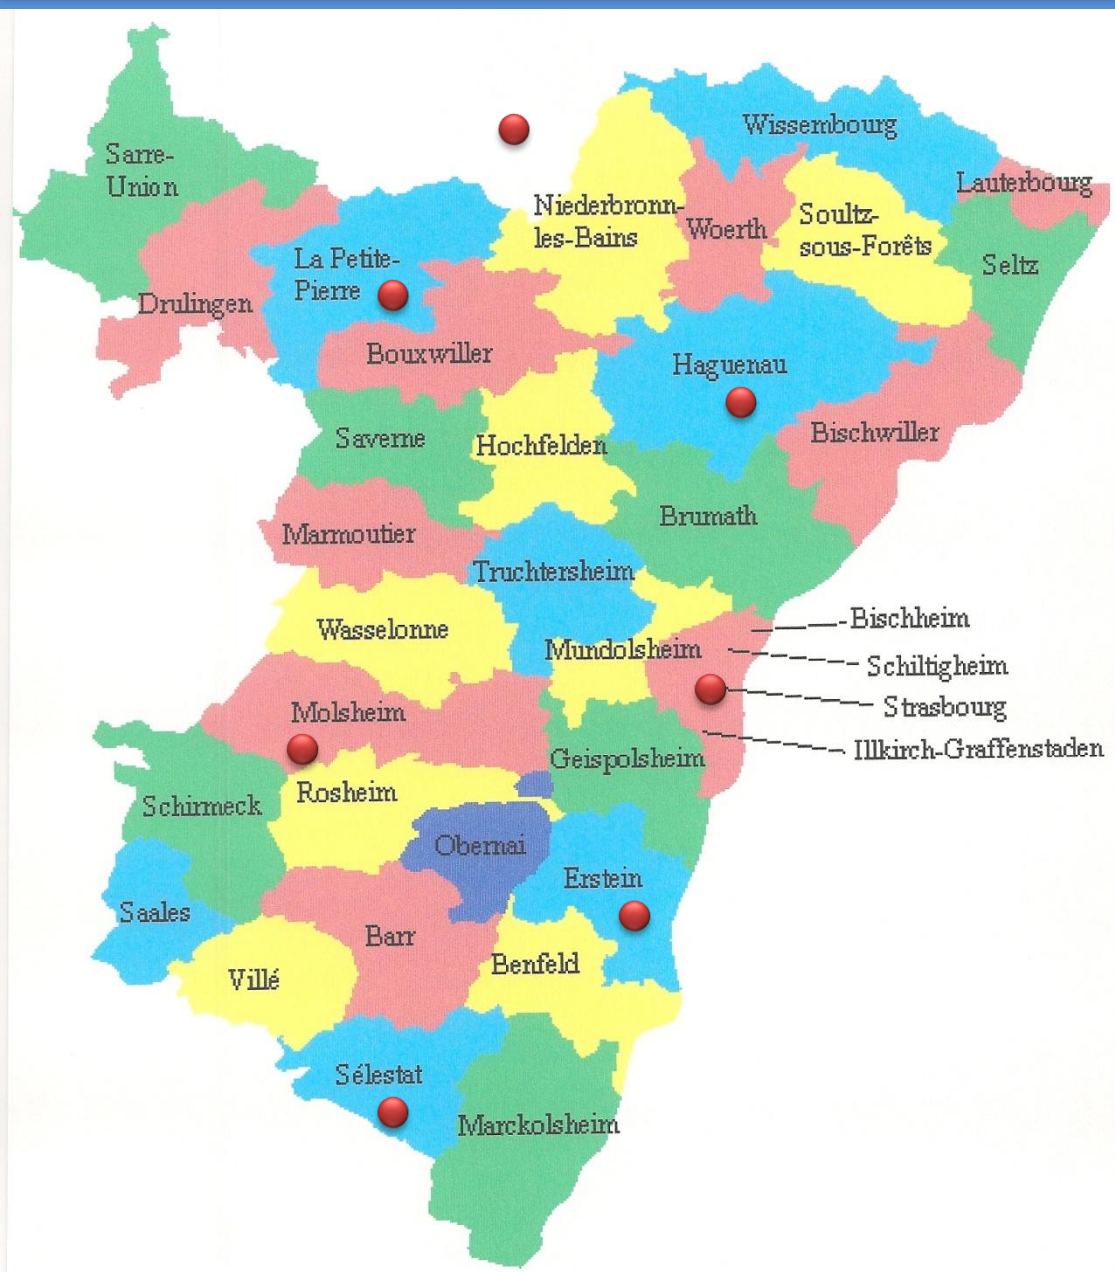 Wissembourg
Sarre-
Union
Lauterbourg
Niederbronn-
les-Bains
Woerth
Soultz-
sous-Forêts
Seltz
La Petite-
Pierre
Drulingen
Bouxwiller
Haguenau
Saverne
Hochfelden
Bischwiller
Marmoutier
Brumath
Truchtersheim
Wasselonne
Mundolsheim
Bischheim
Schiltigheim
Strasbourg
Illkirch-Graffenstaden
Molsheim
Geispolsheim
Schirmeck
Rosheim
Obernai
Erstein
Saales
Barr
Benfeld
Villé
Sélestat
Marckolsheim